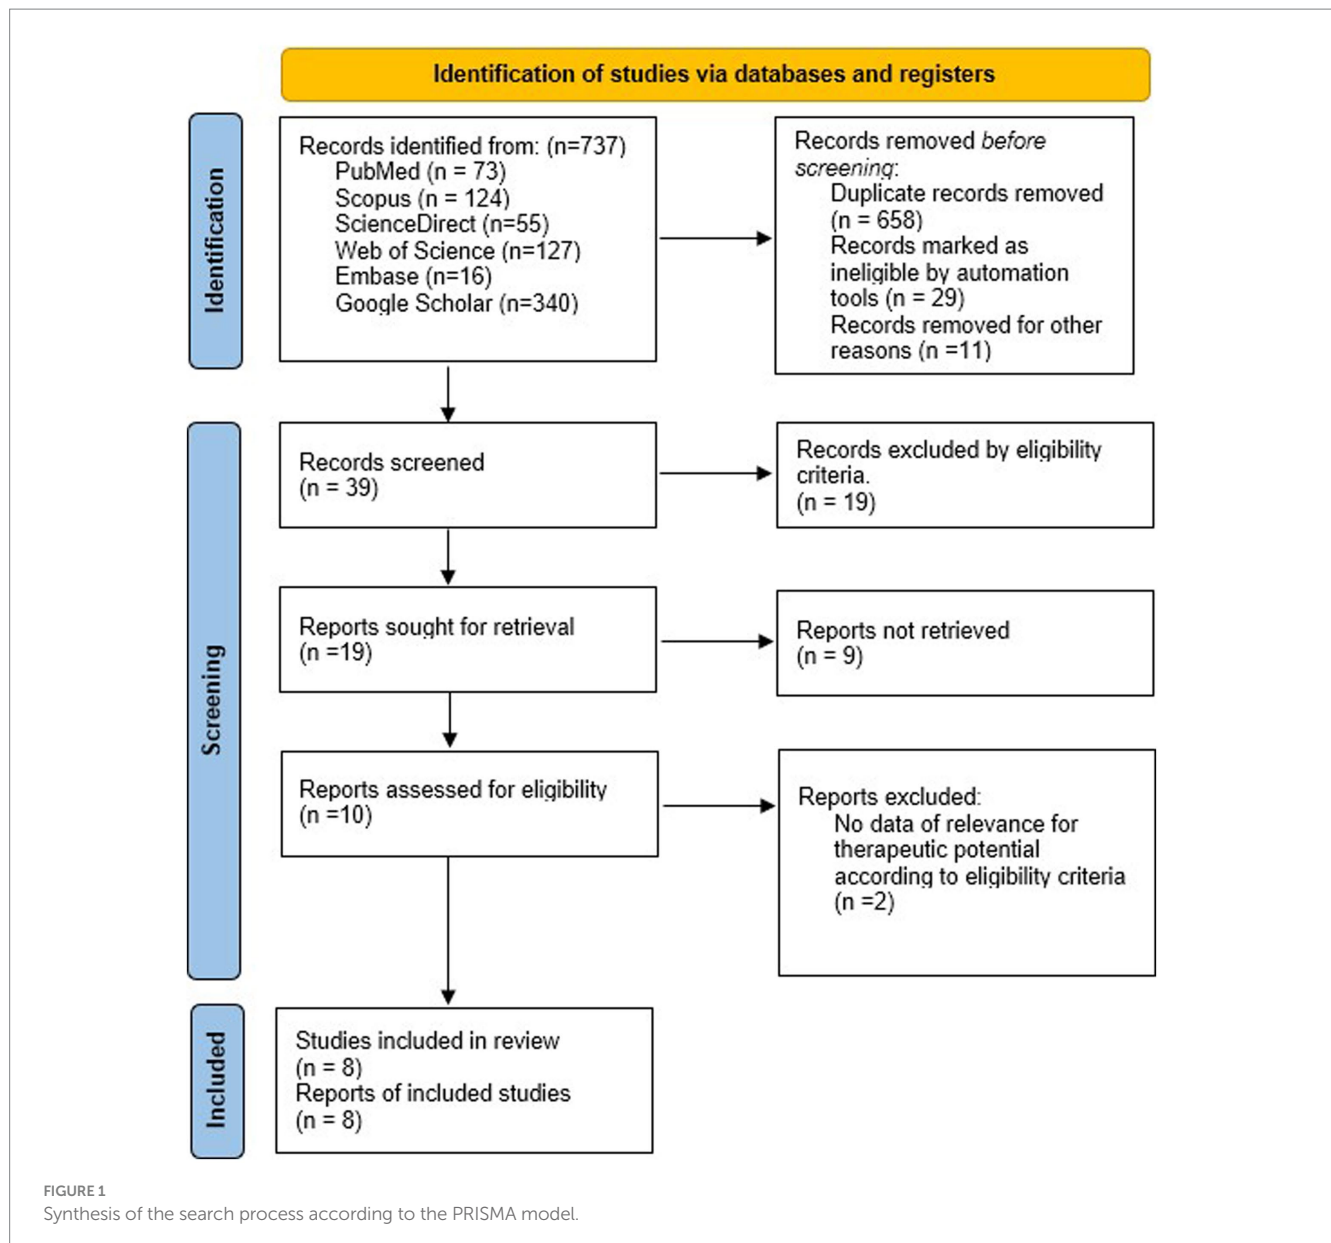 Identification of studies via databases and registers
Identification
Records identified from: (n=737)
PubMed (n = 73)
Scopus (n = 124)
ScienceDirect (n=55)
Web of Science (n=127)
Embase (n=16)
Google Scholar (n=340)
Records removed before
screening:
Duplicate records removed
(n = 658)
Records marked as
ineligible by automation
tools (n = 29)
Records removed for other
reasons (n =11)
Screening
Records screened
(n = 39)
Records excluded by eligibility
criteria.
(n = 19)
Reports sought for retrieval
(n =19)
Reports not retrieved
(n = 9)
Reports assessed for eligibility
(n =10)
Reports excluded:
No data of relevance for
therapeutic potential
according to eligibility criteria
(n =2)
Included
Studies included in review
(n = 8)
Reports of included studies
(n = 8)
FIGURE 1
Synthesis of the search process according to the PRISMA model.